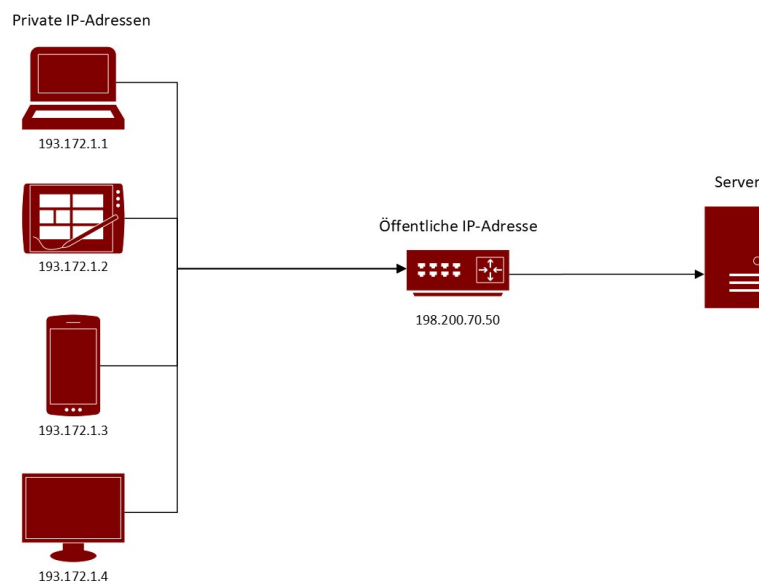 Private IP-Adressen
193.172.1.1
193.172.1.2
193.172.1.3
193.172.1.4
Öffentliche IP-Adresse
198.200.70.50
Server